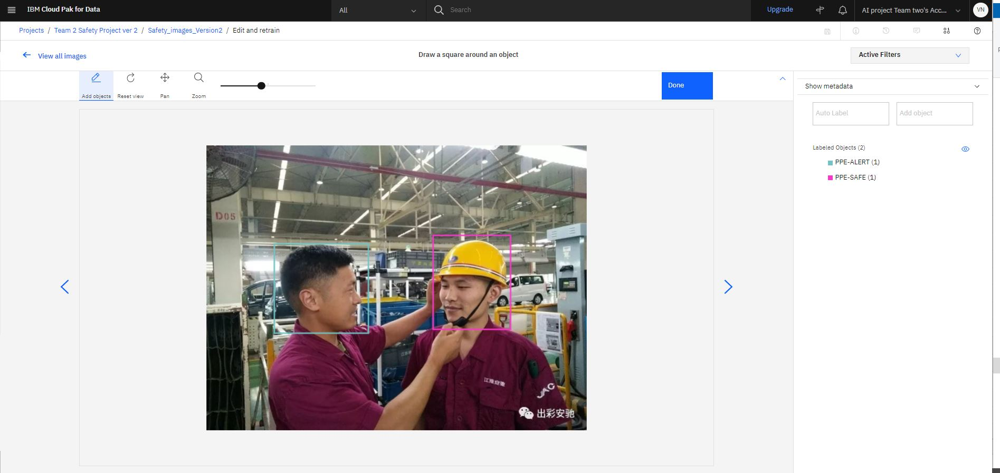 IBM Cloud Pak for Data
All
Search
Upgrade
AI project Team two's Acc...
VN
Projects / Team 2 Safety Project ver 2 / Safety_images_Version2 / Edit and retrain
View all images
Draw a square around an object
Active Filters
Add objects
Reset view
Pan
Zoom
Done
Show metadata
Auto Label
Add object
Labeled Objects (2)
PPE-ALERT (1)
PPE-SAFE (1)
D05
江淮安驰
JAC
出彩安驰